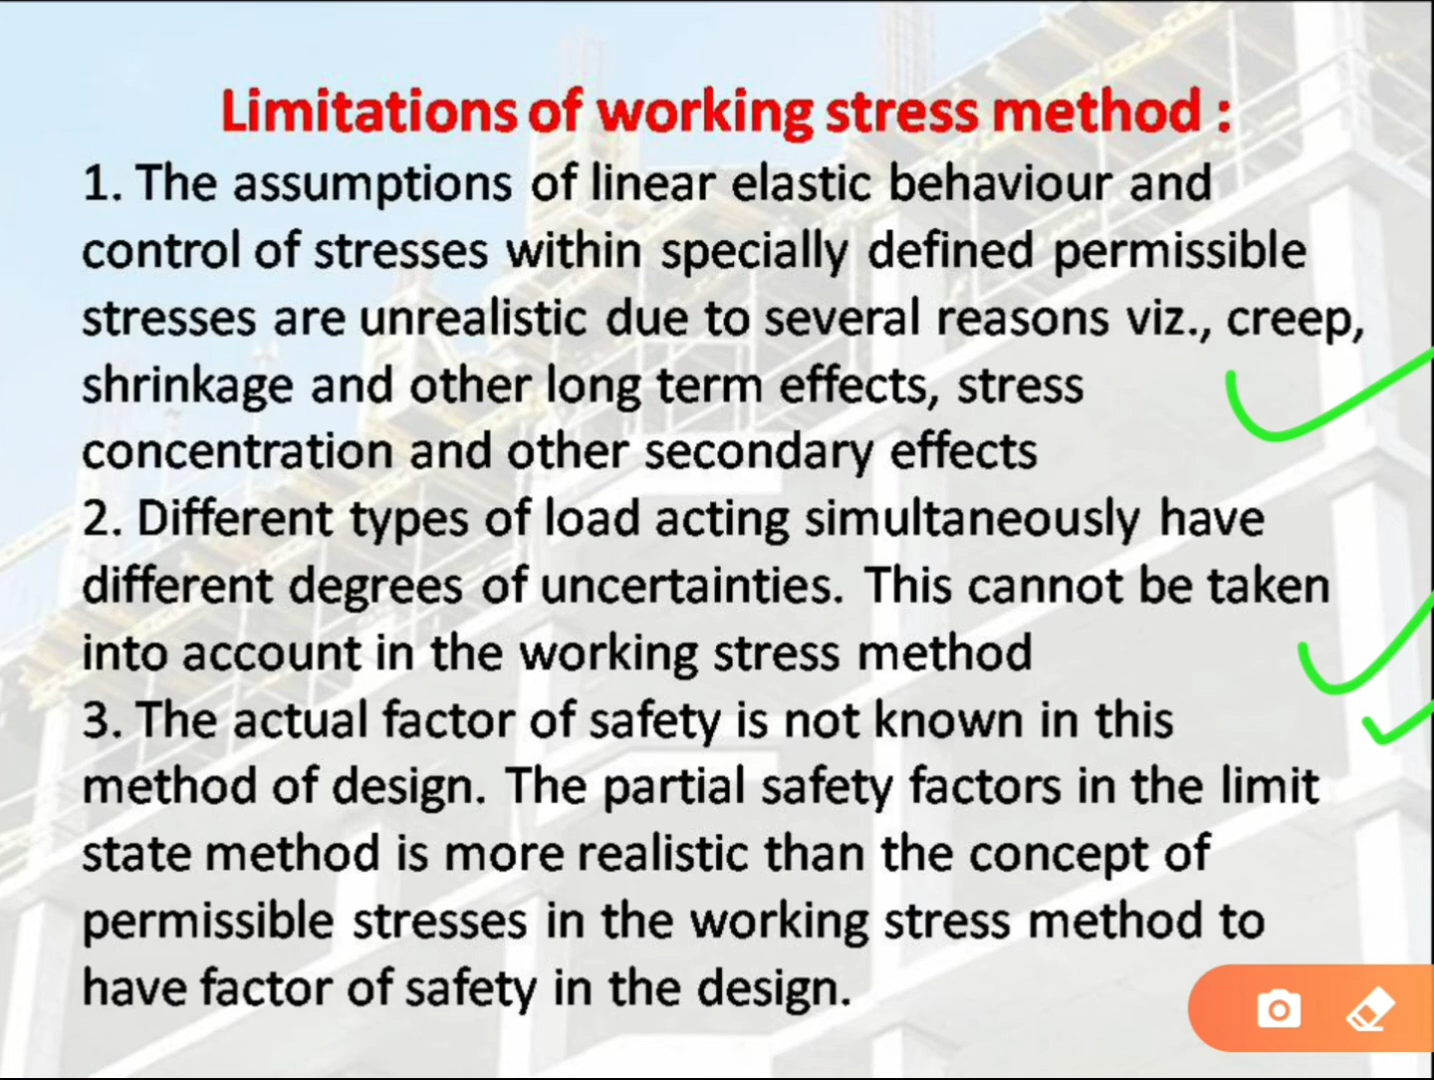 Limitations of working stress method :
1. The assumptions of linear elastic behaviour and
control of stresses within specially defined permissible
stresses are unrealistic due to several reasons viz., creep,
shrinkage and other long term effects, stress
concentration and other secondary effects
2. Different types of load acting simultaneously have
different degrees of uncertainties. This cannot be taken
into account in the working stress method
3. The actual factor of safety is not known in this
method of design. The partial safety factors in the limit
state method is more realistic than the concept of
permissible stresses in the working stress method to
have factor of safety in the design.